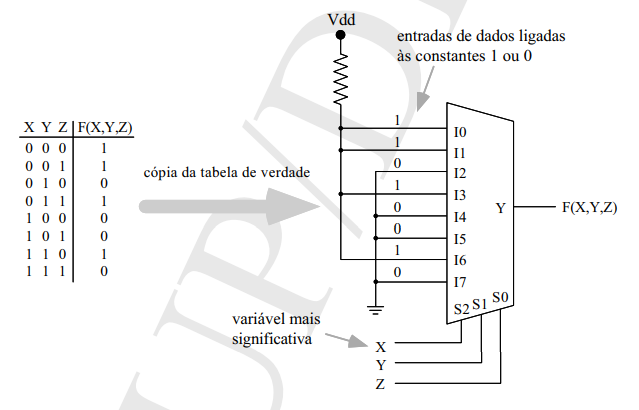 Vdd
entradas de dados ligadas
às constantes 1 ou 0
X Y Z F(X,Y,Z)
0 0 0 1
0 0 1 1
0 1 0 0
0 1 1 1
1 0 0 0
1 0 1 0
1 1 0 1
1 1 1 0
cópia da tabela de verdade
1 I0
1 I1
0 I2
1 I3
0 I4
0 I5
1 I6
0 I7
Y F(X,Y,Z)
S2 S1 S0
variável mais
significativa
X
Y
Z